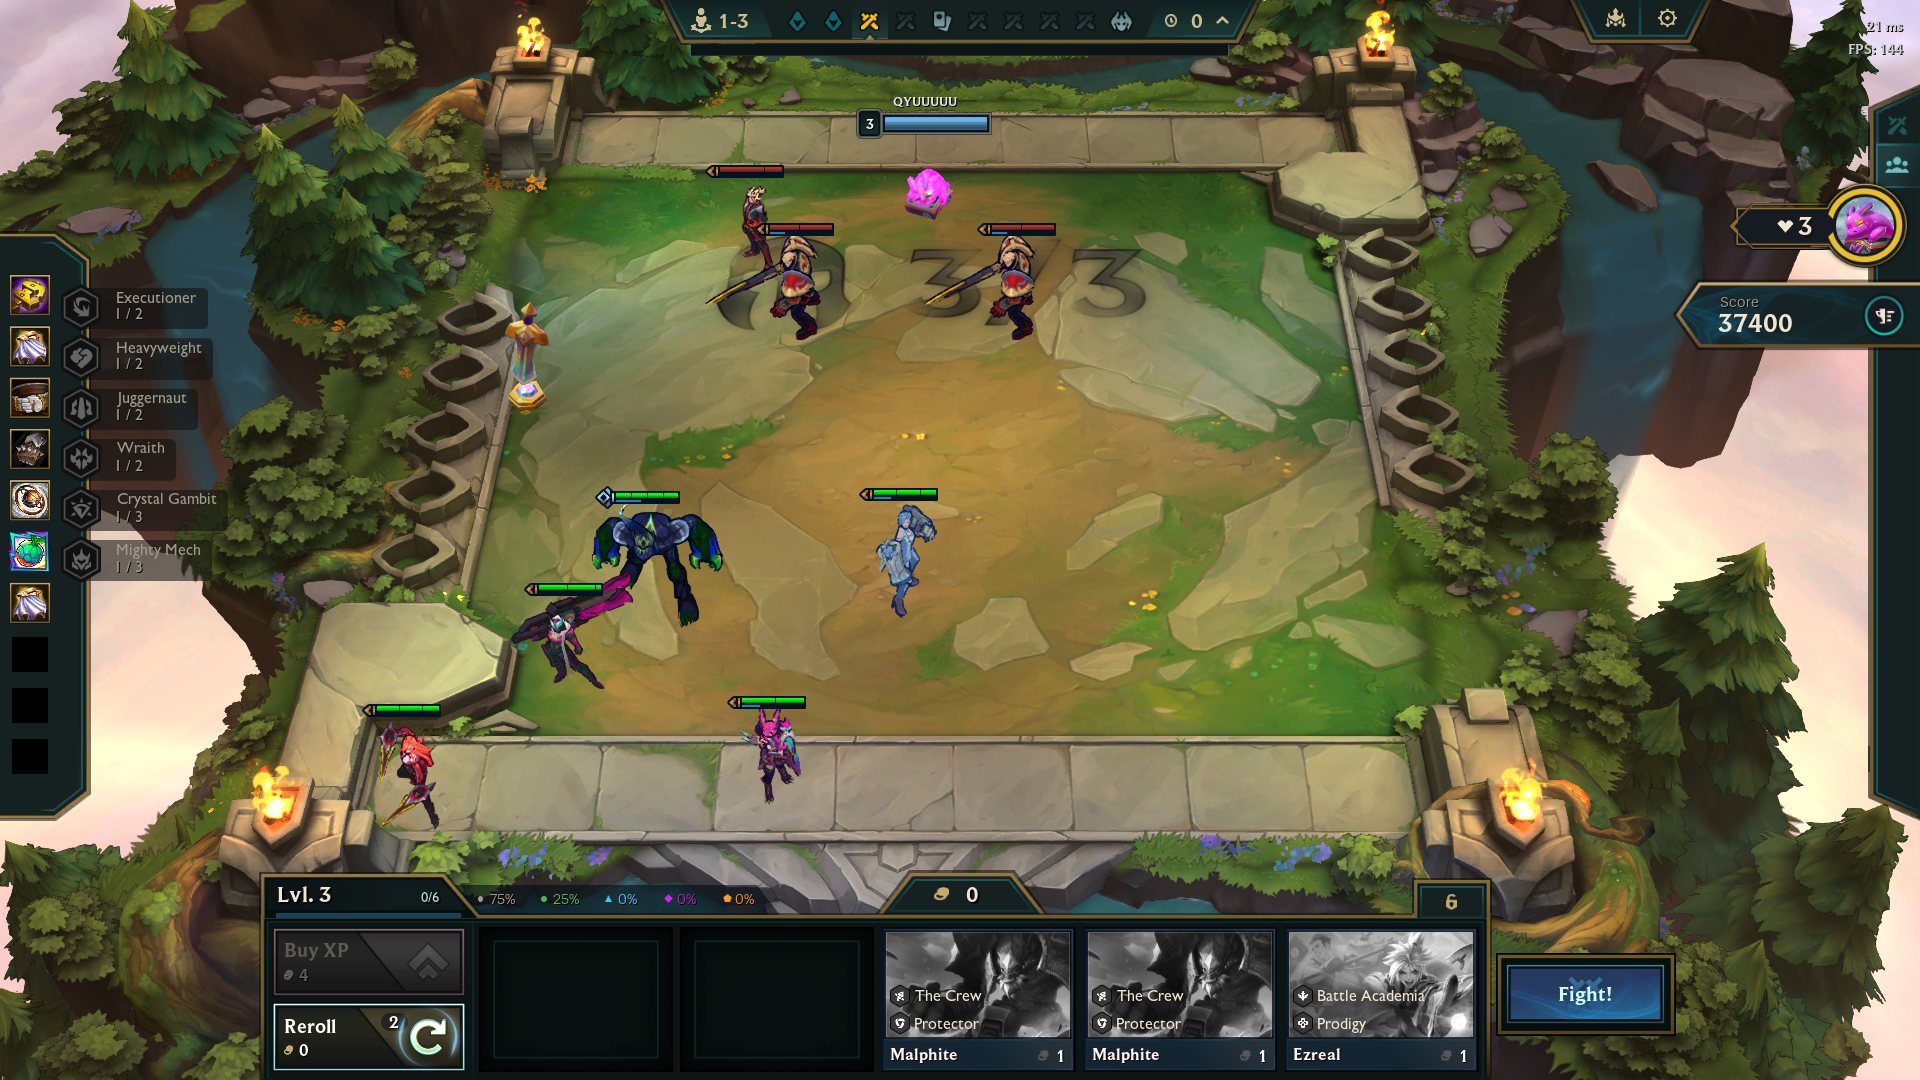 1-3
0
21 ms
FPS: 144
QYUUUUU
3
3/3
3
Score
37400
Executioner
1 / 2
Heavyweight
1 / 2
Juggernaut
1 / 2
Wraith
1 / 2
Crystal Gambit
1 / 3
Mighty Mech
1 / 3
Lvl. 3
0/6
75%
25%
0%
0%
0%
0
6
Buy XP
4
Reroll
2
0
The Crew
Protector
Malphite
1
The Crew
Protector
Malphite
1
Battle Academia
Prodigy
Ezreal
1
Fight!